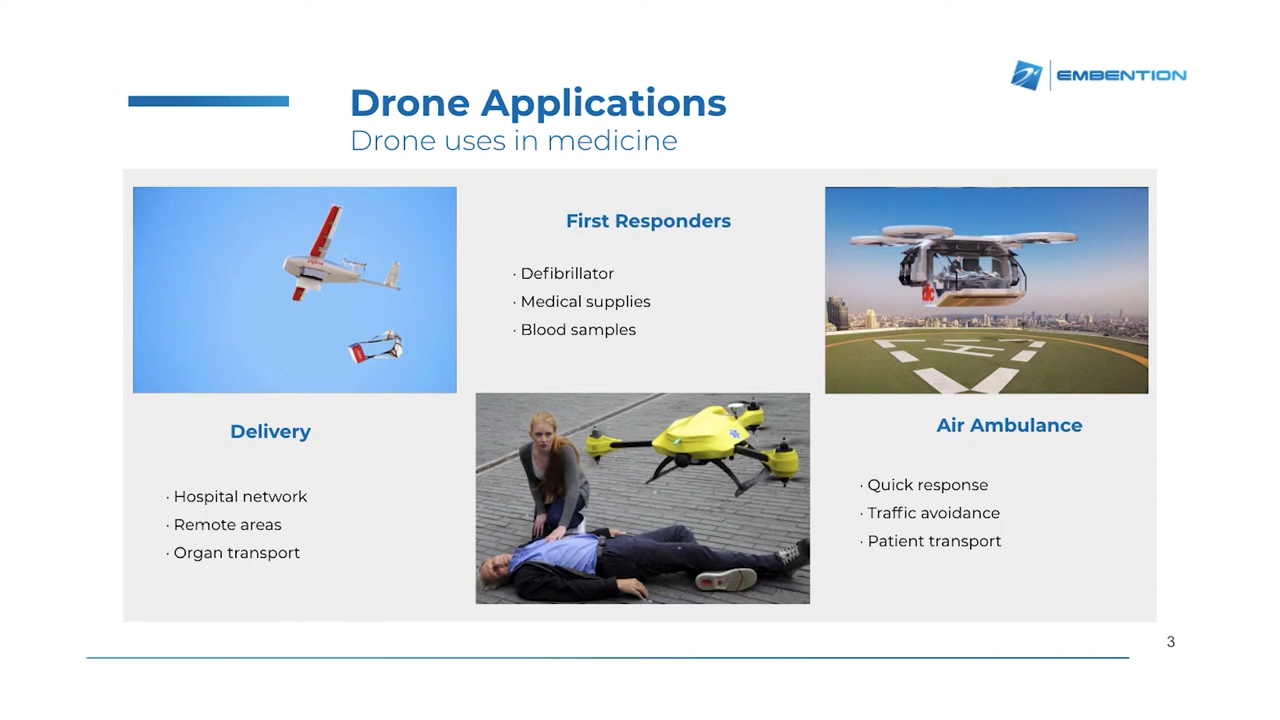 EMBENTION
Drone Applications
Drone uses in medicine
Delivery
· Hospital network
· Remote areas
· Organ transport
First Responders
· Defibrillator
· Medical supplies
· Blood samples
H
Air Ambulance
· Quick response
· Traffic avoidance
· Patient transport
3